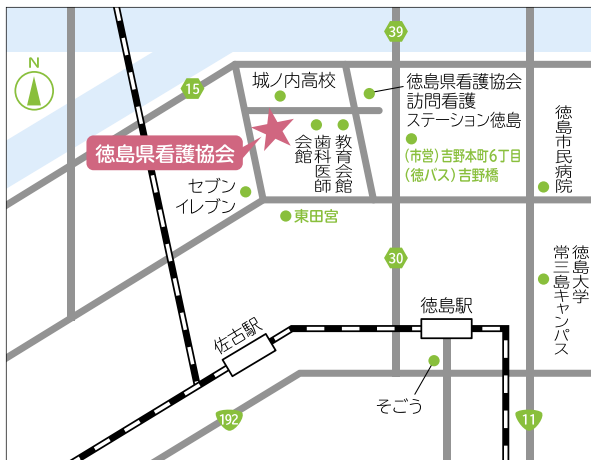 N
39
15
城ノ内高校
徳島県看護協会
訪問看護
ステーション徳島
徳島県看護協会
歯科医師
会館
教育会館
(市営)吉野本町6丁目
(徳バス)吉野橋
徳島市民病院
セブン
イレブン
東田宮
30
徳島大学
常三島キャンパス
徳島駅
佐古駅
そごう
192
11